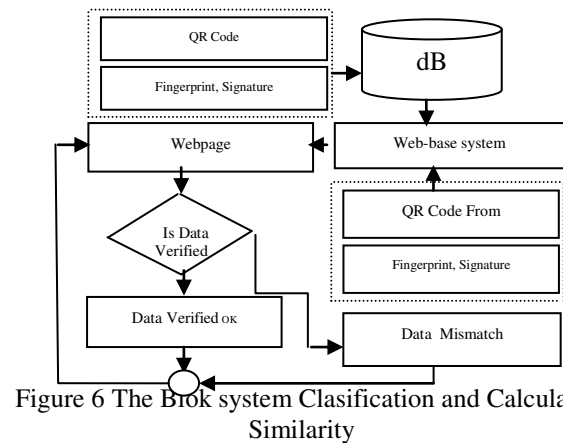 QR Code
Fingerprint, Signature
dB
Webpage
Web-base system
Is Data
Verified
QR Code From
Fingerprint, Signature
Data Verified OK
Data Mismatch
Figure 6 The Blok system Clasification and Calcula
Similarity